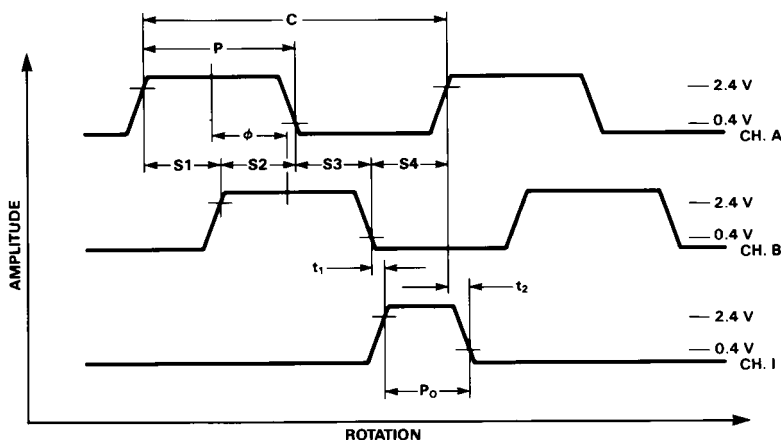 C
P
2.4 V
0.4 V
CH. A
ϕ
S1 S2 S3 S4
2.4 V
0.4 V
CH. B
AMPLITUDE
t₁
t₂
2.4 V
0.4 V
CH. I
P₀
ROTATION